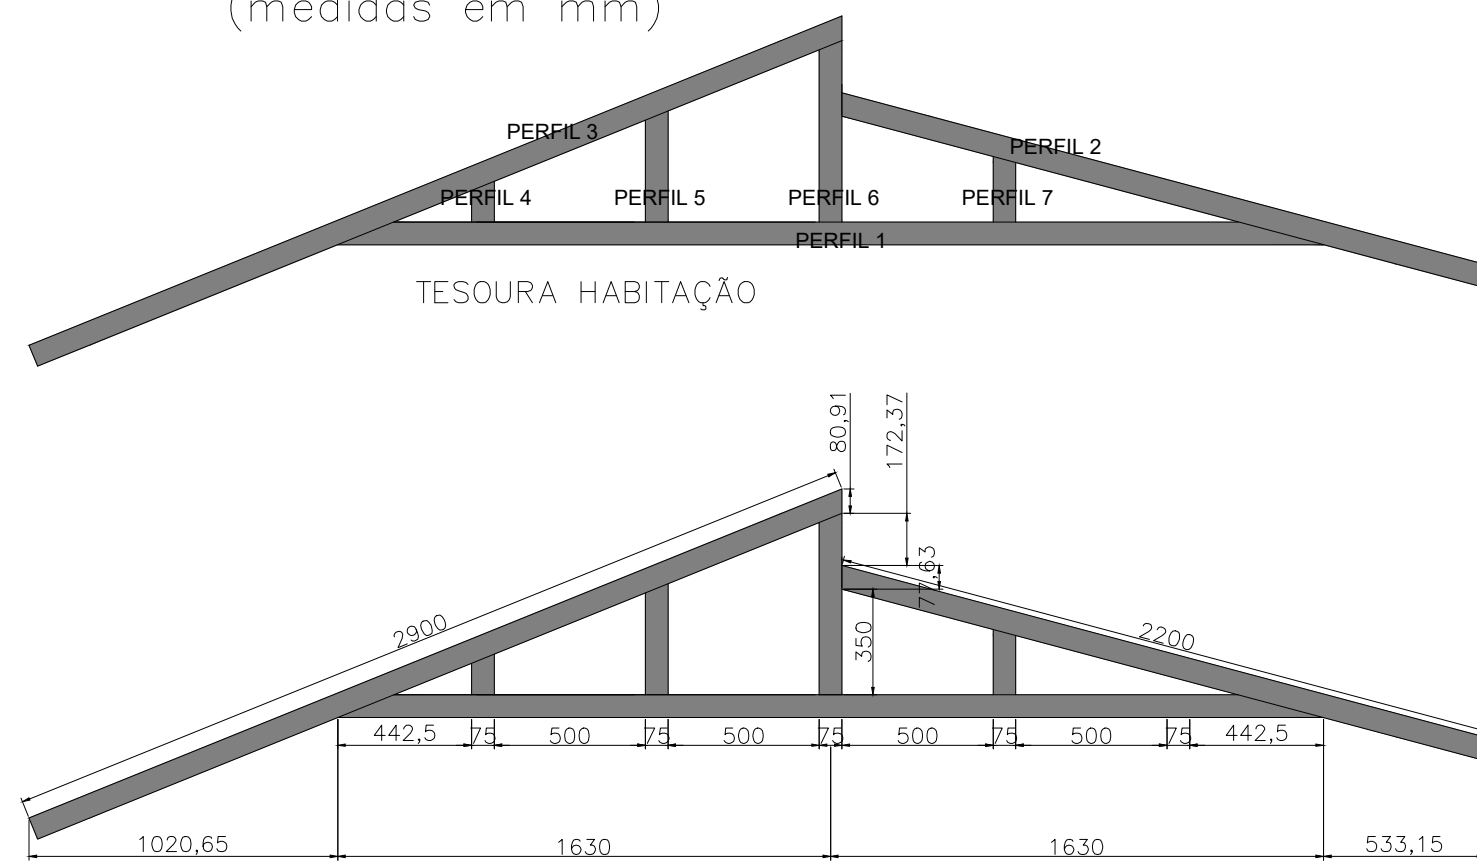 (medidas em mm)
PERFIL 3
PERFIL 2
PERFIL 4
PERFIL 5
PERFIL 6
PERFIL 7
PERFIL 1
TESOURA HABITAÇÃO
80,91
172,37
77,63
2900
350
2200
442,5
75
500
75
500
75
500
75
500
75
442,5
1020,65
1630
1630
533,15